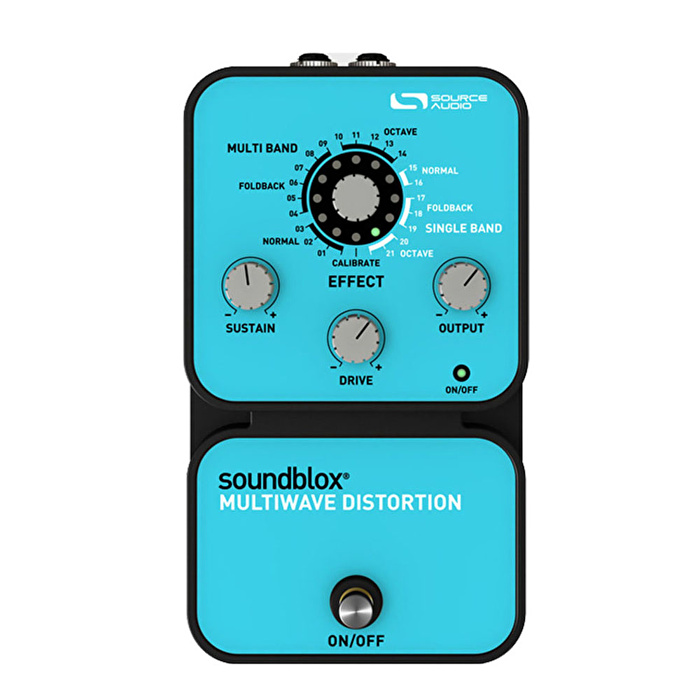 SOURCE
AUDIO
MULTI BAND
FOLDBACK
NORMAL
01
02
03
04
05
06
07
08
09
10
11
12
13
14
OCTAVE
15
16
NORMAL
17
18
19
FOLDBACK
SINGLE BAND
20
21
OCTAVE
CALIBRATE
EFFECT
- +
SUSTAIN
- +
DRIVE
- +
OUTPUT
ON/OFF
soundblox®
MULTIWAVE DISTORTION
ON/OFF